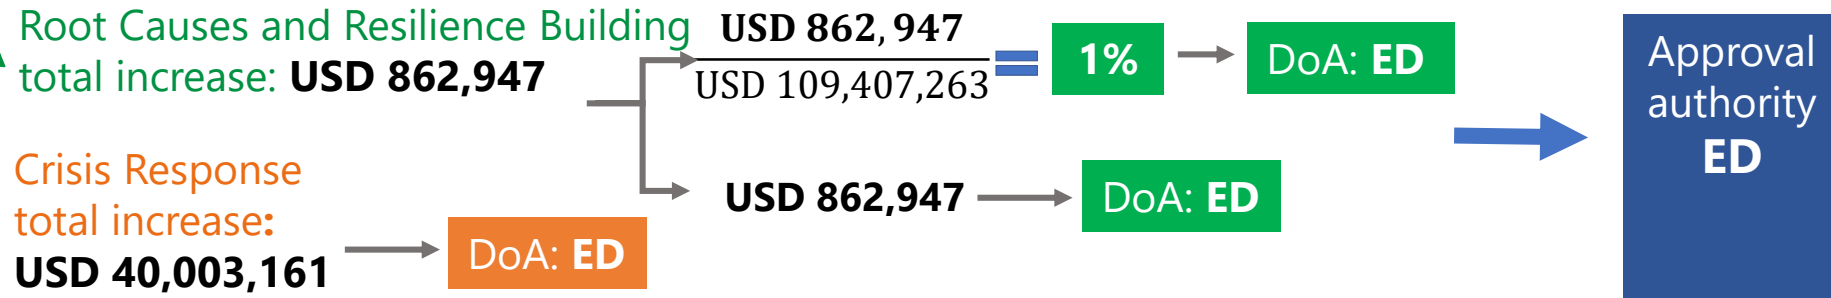 Root Causes and Resilience Building
total increase: USD 862,947
USD 862,947
USD 109,407,263
=
1%
DoA: ED
USD 862,947
DoA: ED
Crisis Response
total increase:
USD 40,003,161
DoA: ED
Approval
authority
ED